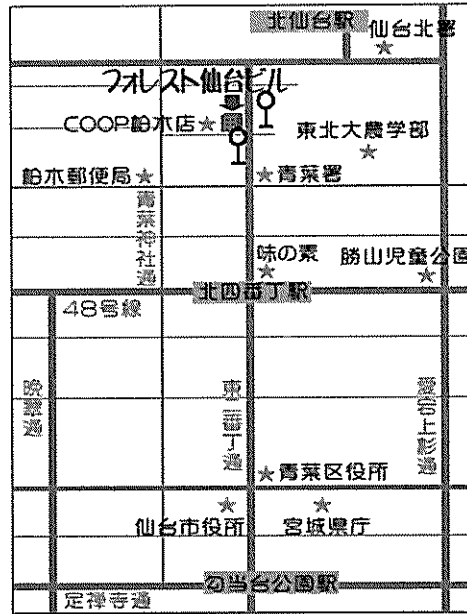 北仙台駅
仙台北署
フォレスト仙台ビル
COOP柏木店
東北大農学部
柏木郵便局
青葉署
青葉神社通
味の素
勝山児童公園
北四番丁駅
48号線
晩翠通
東二番丁通
愛宕上杉通
青葉区役所
仙台市役所
宮城県庁
勾当台公園駅
定禅寺通